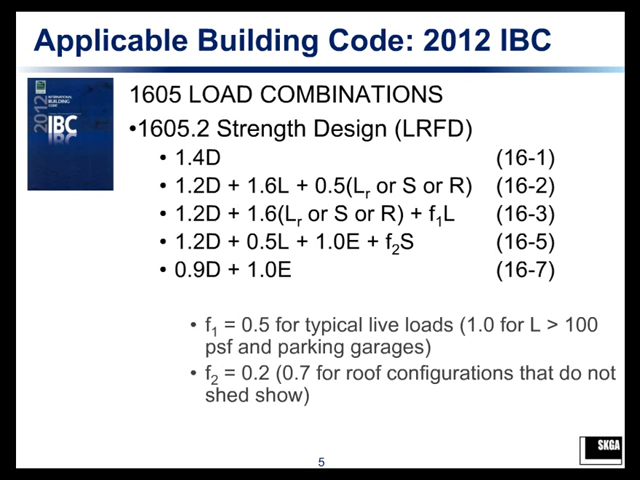 Applicable Building Code: 2012 IBC
2012
INTERNATIONAL
BUILDING
CODE
IBC
1605 LOAD COMBINATIONS
•1605.2 Strength Design (LRFD)
• 1.4D (16-1)
• 1.2D + 1.6L + 0.5(Lr or S or R) (16-2)
• 1.2D + 1.6(Lr or S or R) + f1L (16-3)
• 1.2D + 0.5L + 1.0E + f2S (16-5)
• 0.9D + 1.0E (16-7)
• f1 = 0.5 for typical live loads (1.0 for L > 100
psf and parking garages)
• f2 = 0.2 (0.7 for roof configurations that do not
shed show)
5
SKGA